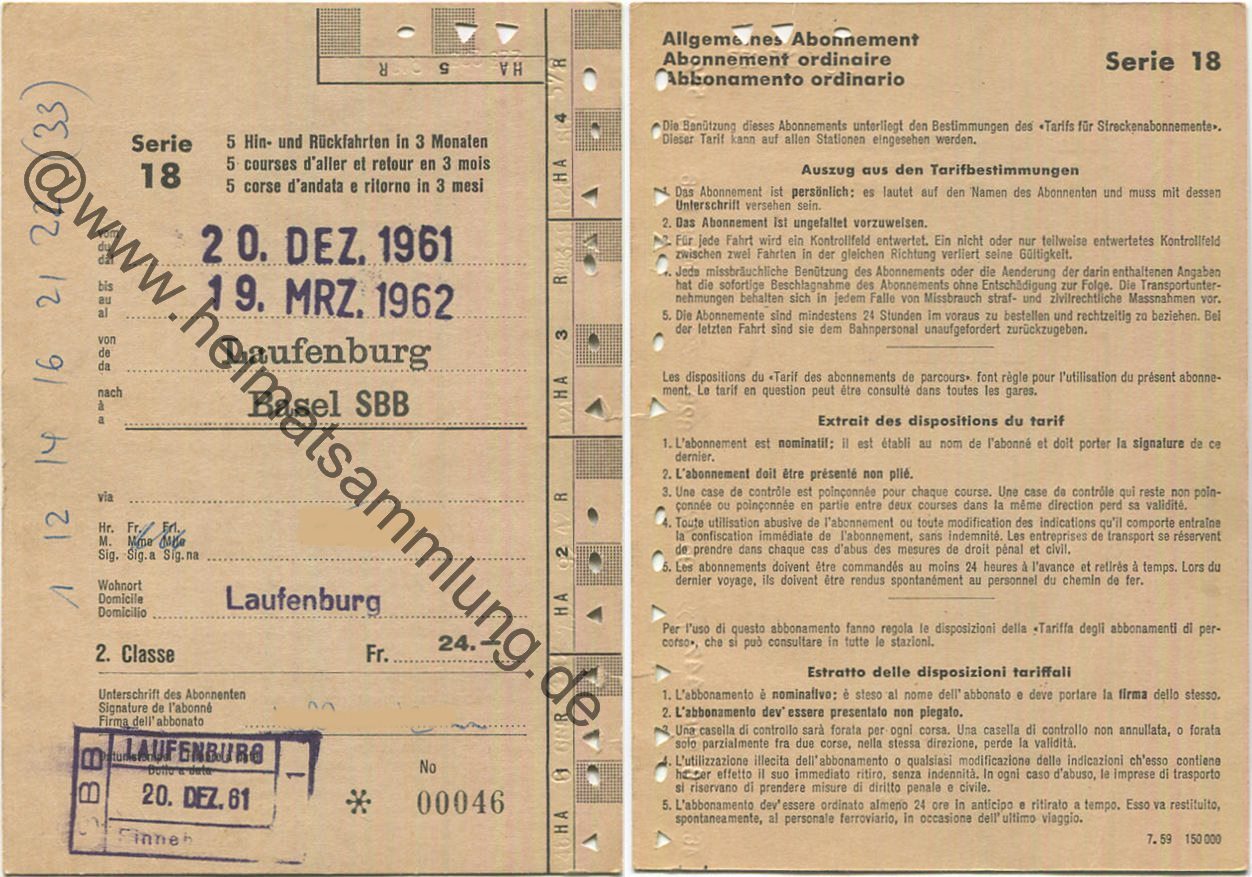 HA 5 R
Serie
18
5 Hin- und Rückfahrten in 3 Monaten
5 courses d'aller et retour en 3 mois
5 corse d'andata e ritorno in 3 mesi
20. DEZ. 1961
bis
au
al
19. MRZ. 1962
von
de
da
Laufenburg
nach
à
a
Basel SBB
via
Hr. Fr. Frl.
M. Mme Mlle
Sig. Sig.a Sig.na
Wohnort
Domicile
Domicilio
Laufenburg
2. Classe Fr. 24.-
Unterschrift des Abonnenten
Signature de l'abonné
Firma dell'abbonato
SBB
LAUFENBURG
1
20. DEZ. 61
Einneh
No
* 00046
1 12 14 16 21 22 (33)
HA 4 R
HA 3 R
HA 2 R
HA 1 R
@www.heimatsammlung.de
Allgemeines Abonnement
Abonnement ordinaire
Abbonamento ordinario
Serie 18
Die Benützung dieses Abonnements unterliegt den Bestimmungen des «Tarifs für Streckenabonnemente».
Dieser Tarif kann auf allen Stationen eingesehen werden.
Auszug aus den Tarifbestimmungen
1. Das Abonnement ist persönlich; es lautet auf den Namen des Abonnenten und muss mit dessen
Unterschrift versehen sein.
2. Das Abonnement ist ungefaltet vorzuweisen.
3. Für jede Fahrt wird ein Kontrollfeld entwertet. Ein nicht oder nur teilweise entwertetes Kontrollfeld
zwischen zwei Fahrten in der gleichen Richtung verliert seine Gültigkeit.
4. Jede missbräuchliche Benützung des Abonnements oder die Aenderung der darin enthaltenen Angaben
hat die sofortige Beschlagnahme des Abonnements ohne Entschädigung zur Folge. Die Transportunter-
nehmungen behalten sich in jedem Falle von Missbrauch straf- und zivilrechtliche Massnahmen vor.
5. Die Abonnemente sind mindestens 24 Stunden im voraus zu bestellen und rechtzeitig zu beziehen. Bei
der letzten Fahrt sind sie dem Bahnpersonal unaufgefordert zurückzugeben.
Les dispositions du «Tarif des abonnements de parcours» font règle pour l'utilisation du présent abonne-
ment. Le tarif en question peut être consulté dans toutes les gares.
Extrait des dispositions du tarif
1. L'abonnement est nominatif; il est établi au nom de l'abonné et doit porter la signature de ce
dernier.
2. L'abonnement doit être présenté non plié.
3. Une case de contrôle est poinçonnée pour chaque course. Une case de contrôle qui reste non poin-
çonnée ou poinçonnée en partie entre deux courses dans la même direction perd sa validité.
4. Toute utilisation abusive de l'abonnement ou toute modification des indications qu'il comporte entraîne
la confiscation immédiate de l'abonnement, sans indemnité. Les entreprises de transport se réservent
de prendre dans chaque cas d'abus des mesures de droit pénal et civil.
5. Les abonnements doivent être commandés au moins 24 heures à l'avance et retirés à temps. Lors du
dernier voyage, ils doivent être rendus spontanément au personnel du chemin de fer.
Per l'uso di questo abbonamento fanno regola le disposizioni della «Tariffa degli abbonamenti di per-
corso», che si può consultare in tutte le stazioni.
Estratto delle disposizioni tariffali
1. L'abbonamento è nominativo; è steso al nome dell'abbonato e deve portare la firma dello stesso.
2. L'abbonamento dev'essere presentato non piegato.
3. Una casella di controllo sarà forata per ogni corsa. Una casella di controllo non annullata, o forata
solo parzialmente fra due corse, nella stessa direzione, perde la validità.
4. L'utilizzazione illecita dell'abbonamento o qualsiasi modificazione delle indicazioni ch'esso contiene
ha per effetto il suo immediato ritiro, senza indennità. In ogni caso d'abuso, le imprese di trasporto
si riservano di prendere misure di diritto penale e civile.
5. L'abbonamento dev'essere ordinato almeno 24 ore in anticipo e ritirato a tempo. Esso va restituito,
spontaneamente, al personale ferroviario, in occasione dell'ultimo viaggio.
7. 59 150 000